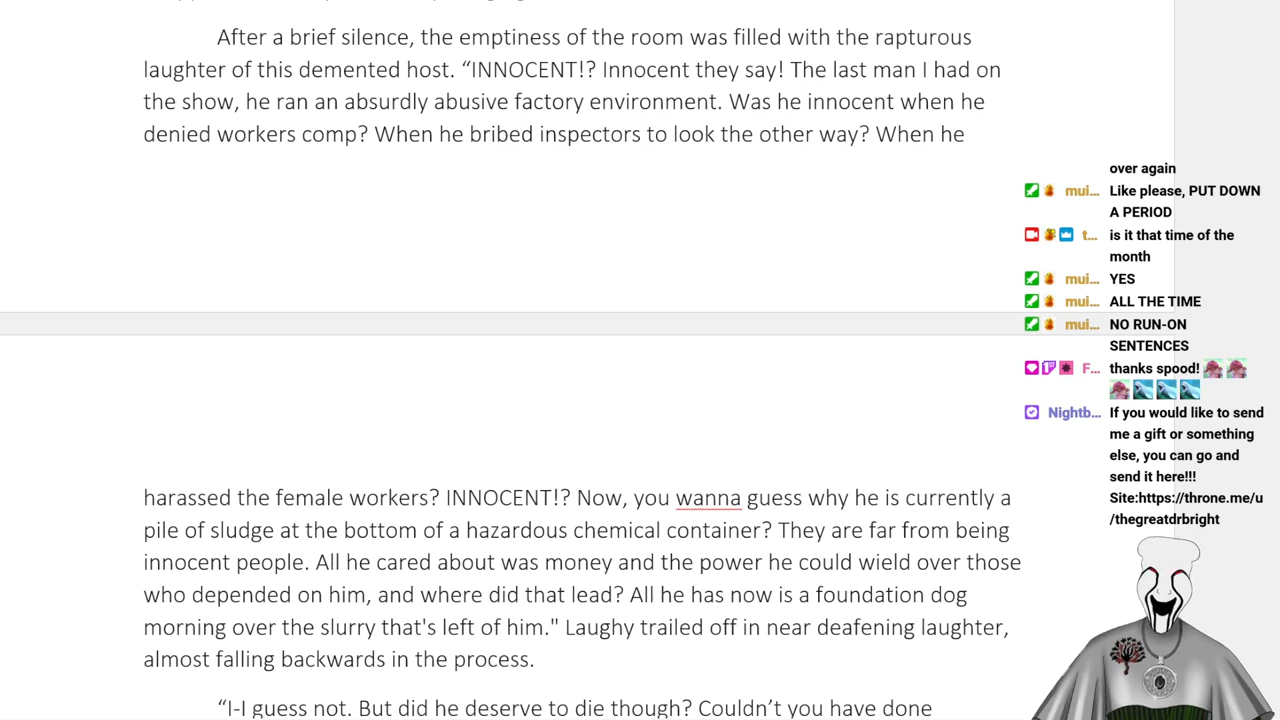 After a brief silence, the emptiness of the room was filled with the rapturous
laughter of this demented host. “INNOCENT!? Innocent they say! The last man I had on
the show, he ran an absurdly abusive factory environment. Was he innocent when he
denied workers comp? When he bribed inspectors to look the other way? When he
harassed the female workers? INNOCENT!? Now, you wanna guess why he is currently a
pile of sludge at the bottom of a hazardous chemical container? They are far from being
innocent people. All he cared about was money and the power he could wield over those
who depended on him, and where did that lead? All he has now is a foundation dog
morning over the slurry that's left of him." Laughy trailed off in near deafening laughter,
almost falling backwards in the process.
“I-I guess not. But did he deserve to die though? Couldn’t you have done
over again
mui... Like please, PUT DOWN
A PERIOD
t... is it that time of the
month
mui... YES
mui... ALL THE TIME
mui... NO RUN-ON
SENTENCES
F... thanks spood!
Nightb... If you would like to send
me a gift or something
else, you can go and
send it here!!!
Site:https://throne.me/u
/thegreatdrbright